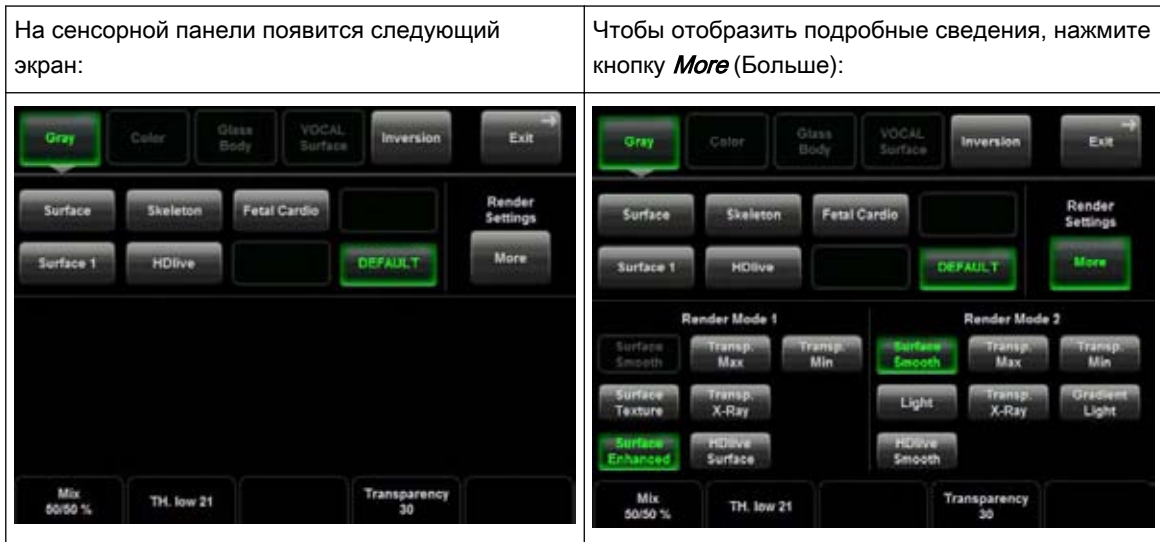 На сенсорной панели появится следующий
экран:
Чтобы отобразить подробные сведения, нажмите
кнопку More (Больше):
Gray
Color
Glass
Body
VOCAL
Surface
Inversion
Exit
Surface
Skeleton
Fetal Cardio
Render
Settings
Surface 1
HDlive
DEFAULT
More
Mix
50/50 %
TH. low 21
Transparency
30
Gray
Color
Glass
Body
VOCAL
Surface
Inversion
Exit
Surface
Skeleton
Fetal Cardio
Render
Settings
Surface 1
HDlive
DEFAULT
More
Render Mode 1
Surface
Smooth
Transp.
Max
Transp.
Min
Surface
Texture
Transp.
X-Ray
Surface
Enhanced
HDlive
Surface
Render Mode 2
Surface
Smooth
Transp.
Max
Transp.
Min
Light
Transp.
X-Ray
Gradient
Light
HDlive
Smooth
Mix
50/50 %
TH. low 21
Transparency
30